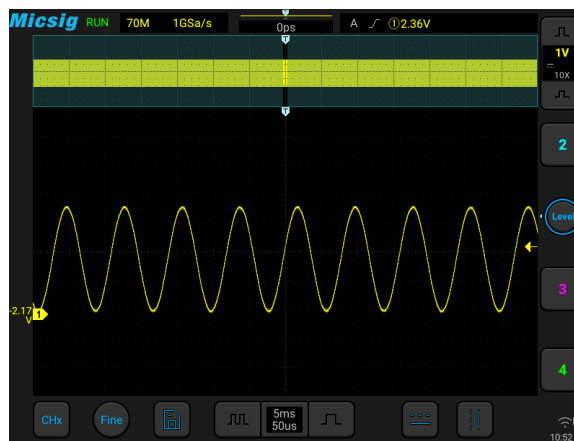 Micsig RUN 70M 1GSa/s 0ps A ①2.36V
T
1V
10X
T
2
Level
-2.17
V
1
3
4
CHx Fine 5ms
50us
10:52